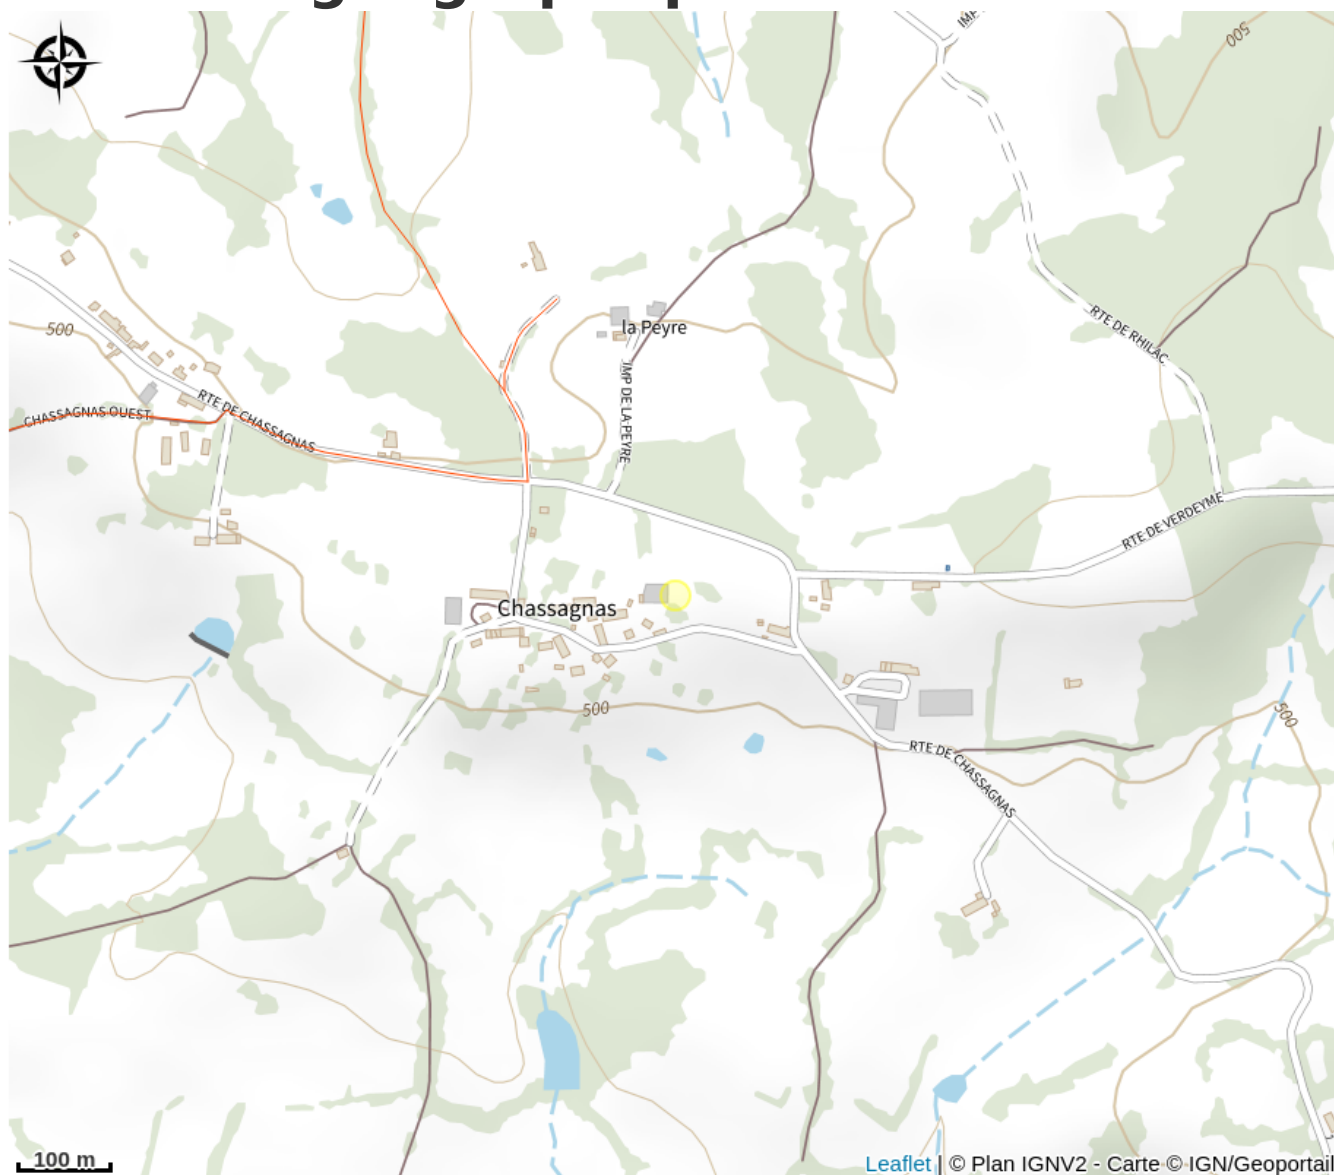 500
500
la Peyre
RTE DE RHILAC
IMP DE LA PEYRE
RTE DE CHASSAGNAS
CHASSAGNAS OUEST
RTE DE VERDEYME
Chassagnas
500
500
RTE DE CHASSAGNAS
100 m
Leaflet | © Plan IGNV2 - Carte © IGN/Geoportail